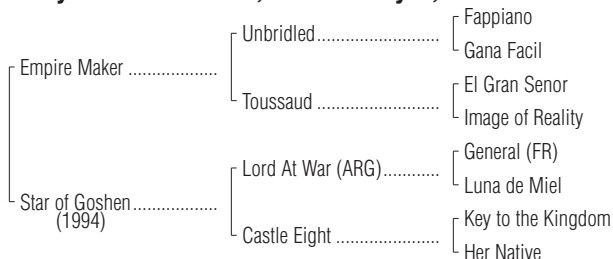 Fappiano
Unbridled
Gana Facil
Empire Maker
El Gran Senor
Toussaud
Image of Reality
General (FR)
Lord At War (ARG)
Luna de Miel
Star of Goshen
(1994)
Key to the Kingdom
Castle Eight
Her Native